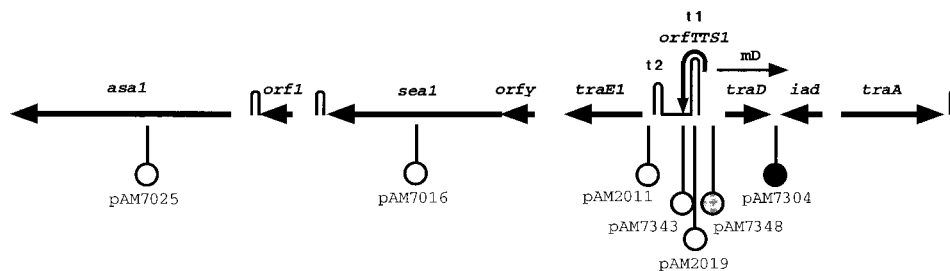 t1
orfTTS1
t2
mD
asa1
orf1
sea1
orfy
traE1
traD
iad
traA
pAM7025
pAM7016
pAM2011
pAM7304
pAM7343
pAM7348
pAM2019